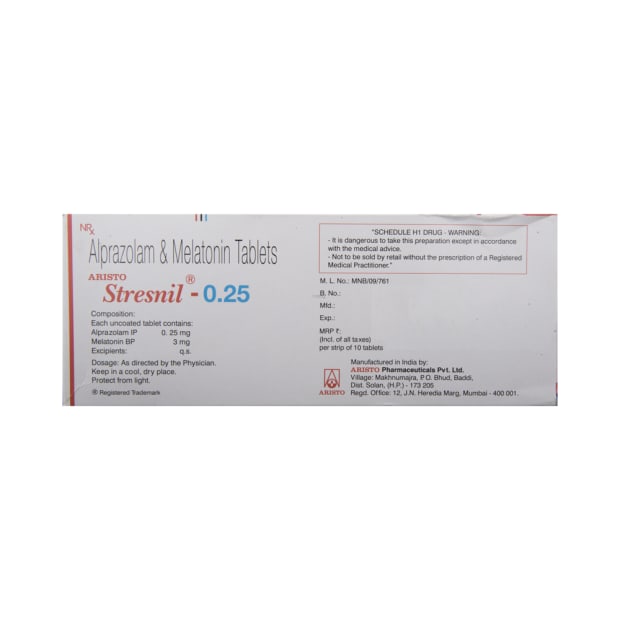 NRx
Alprazolam & Melatonin Tablets
ARISTO
Stresnil® - 0.25
Composition:
Each uncoated tablet contains:
Alprazolam IP 0. 25 mg
Melatonin BP 3 mg
Excipients: q.s.
Dosage: As directed by the Physician.
Keep in a cool, dry place.
Protect from light.
® Registered Trademark
"SCHEDULE H1 DRUG - WARNING:
- It is dangerous to take this preparation except in accordance
with the medical advice.
- Not to be sold by retail without the prescription of a Registered
Medical Practitioner."
M. L. No.: MNB/09/761
B. No.:
Mfd.:
Exp.:
MRP ₹:
(Incl. of all taxes)
per strip of 10 tablets
ARISTO
Manufactured in India by:
ARISTO Pharmaceuticals Pvt. Ltd.
Village: Makhnumajra, P.O. Bhud, Baddi,
Dist. Solan, (H.P.) - 173 205
Regd. Office: 12, J.N. Heredia Marg, Mumbai - 400 001.